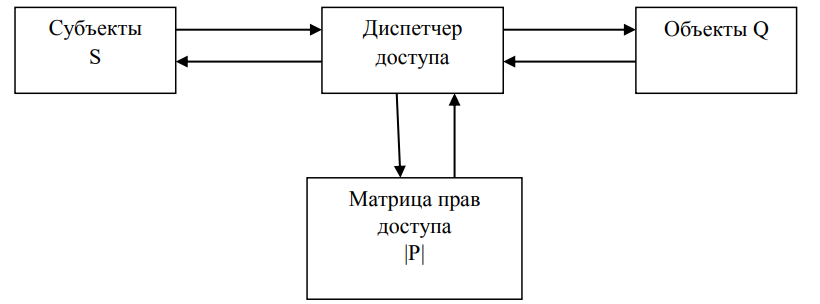 Субъекты
S
Диспетчер
доступа
Объекты Q
Матрица прав
доступа
|P|